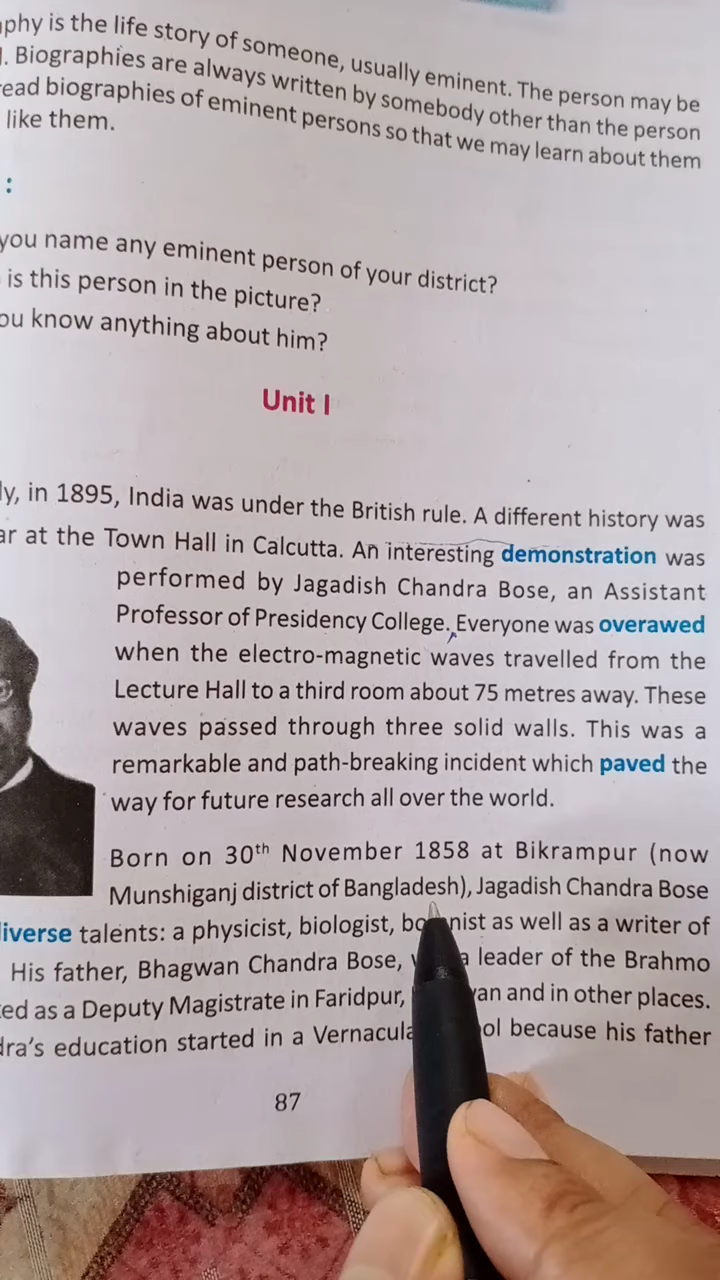 phy is the life story of someone, usually eminent. The person may be
. Biographies are always written by somebody other than the person
ead biographies of eminent persons so that we may learn about them
like them.
:
you name any eminent person of your district?
is this person in the picture?
ou know anything about him?
Unit I
ly, in 1895, India was under the British rule. A different history was
ar at the Town Hall in Calcutta. An interesting demonstration was
performed by Jagadish Chandra Bose, an Assistant
Professor of Presidency College. Everyone was overawed
when the electro-magnetic waves travelled from the
Lecture Hall to a third room about 75 metres away. These
waves passed through three solid walls. This was a
remarkable and path-breaking incident which paved the
way for future research all over the world.
Born on 30th November 1858 at Bikrampur (now
Munshiganj district of Bangladesh), Jagadish Chandra Bose
iverse talents: a physicist, biologist, bo nist as well as a writer of
His father, Bhagwan Chandra Bose, a leader of the Brahmo
ed as a Deputy Magistrate in Faridpur, an and in other places.
dra's education started in a Vernacula ol because his father
87